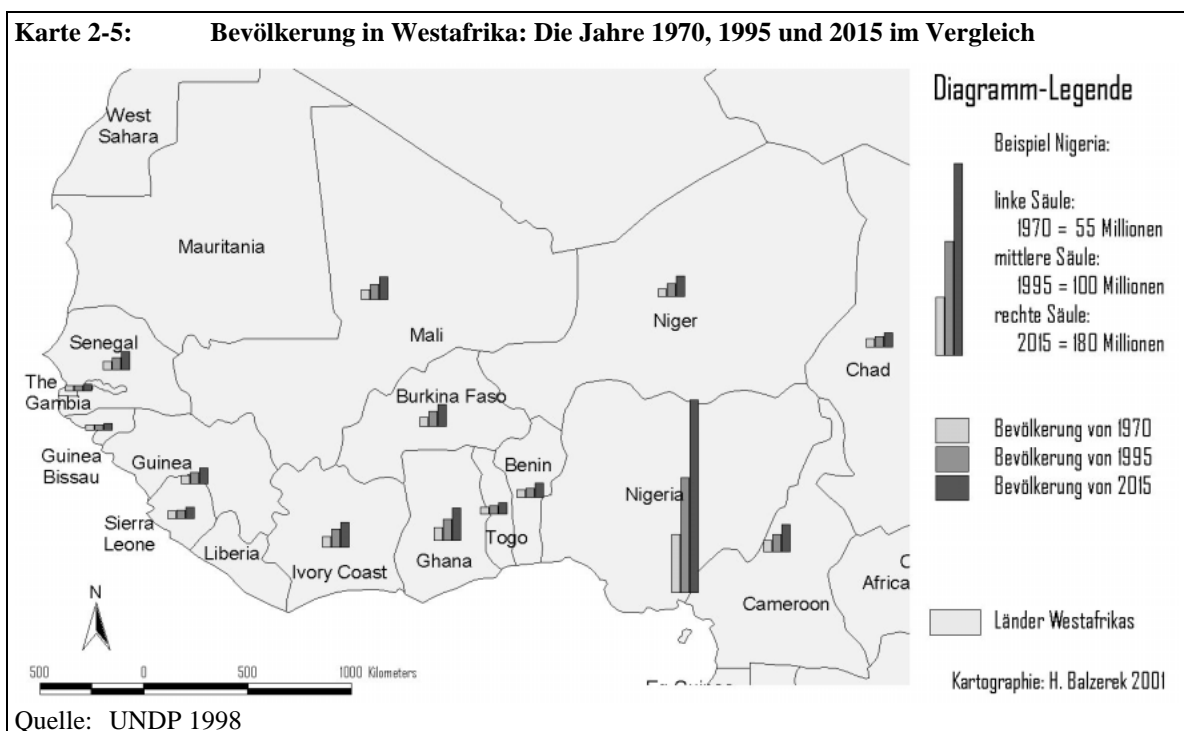 Karte 2-5: Bevölkerung in Westafrika: Die Jahre 1970, 1995 und 2015 im Vergleich
West
Sahara
Mauritania
Mali
Niger
Chad
Senegal
The
Gambia
Guinea
Bissau
Guinea
Sierra
Leone
Liberia
Ivory Coast
Burkina Faso
Ghana
Togo
Benin
Nigeria
Cameroon
C
Africa
N
500 0 500 1000 Kilometers
Diagramm-Legende
Beispiel Nigeria:
linke Säule:
1970 = 55 Millionen
mittlere Säule:
1995 = 100 Millionen
rechte Säule:
2015 = 180 Millionen
Bevölkerung von 1970
Bevölkerung von 1995
Bevölkerung von 2015
Länder Westafrikas
Kartographie: H. Balzerek 2001
Quelle: UNDP 1998